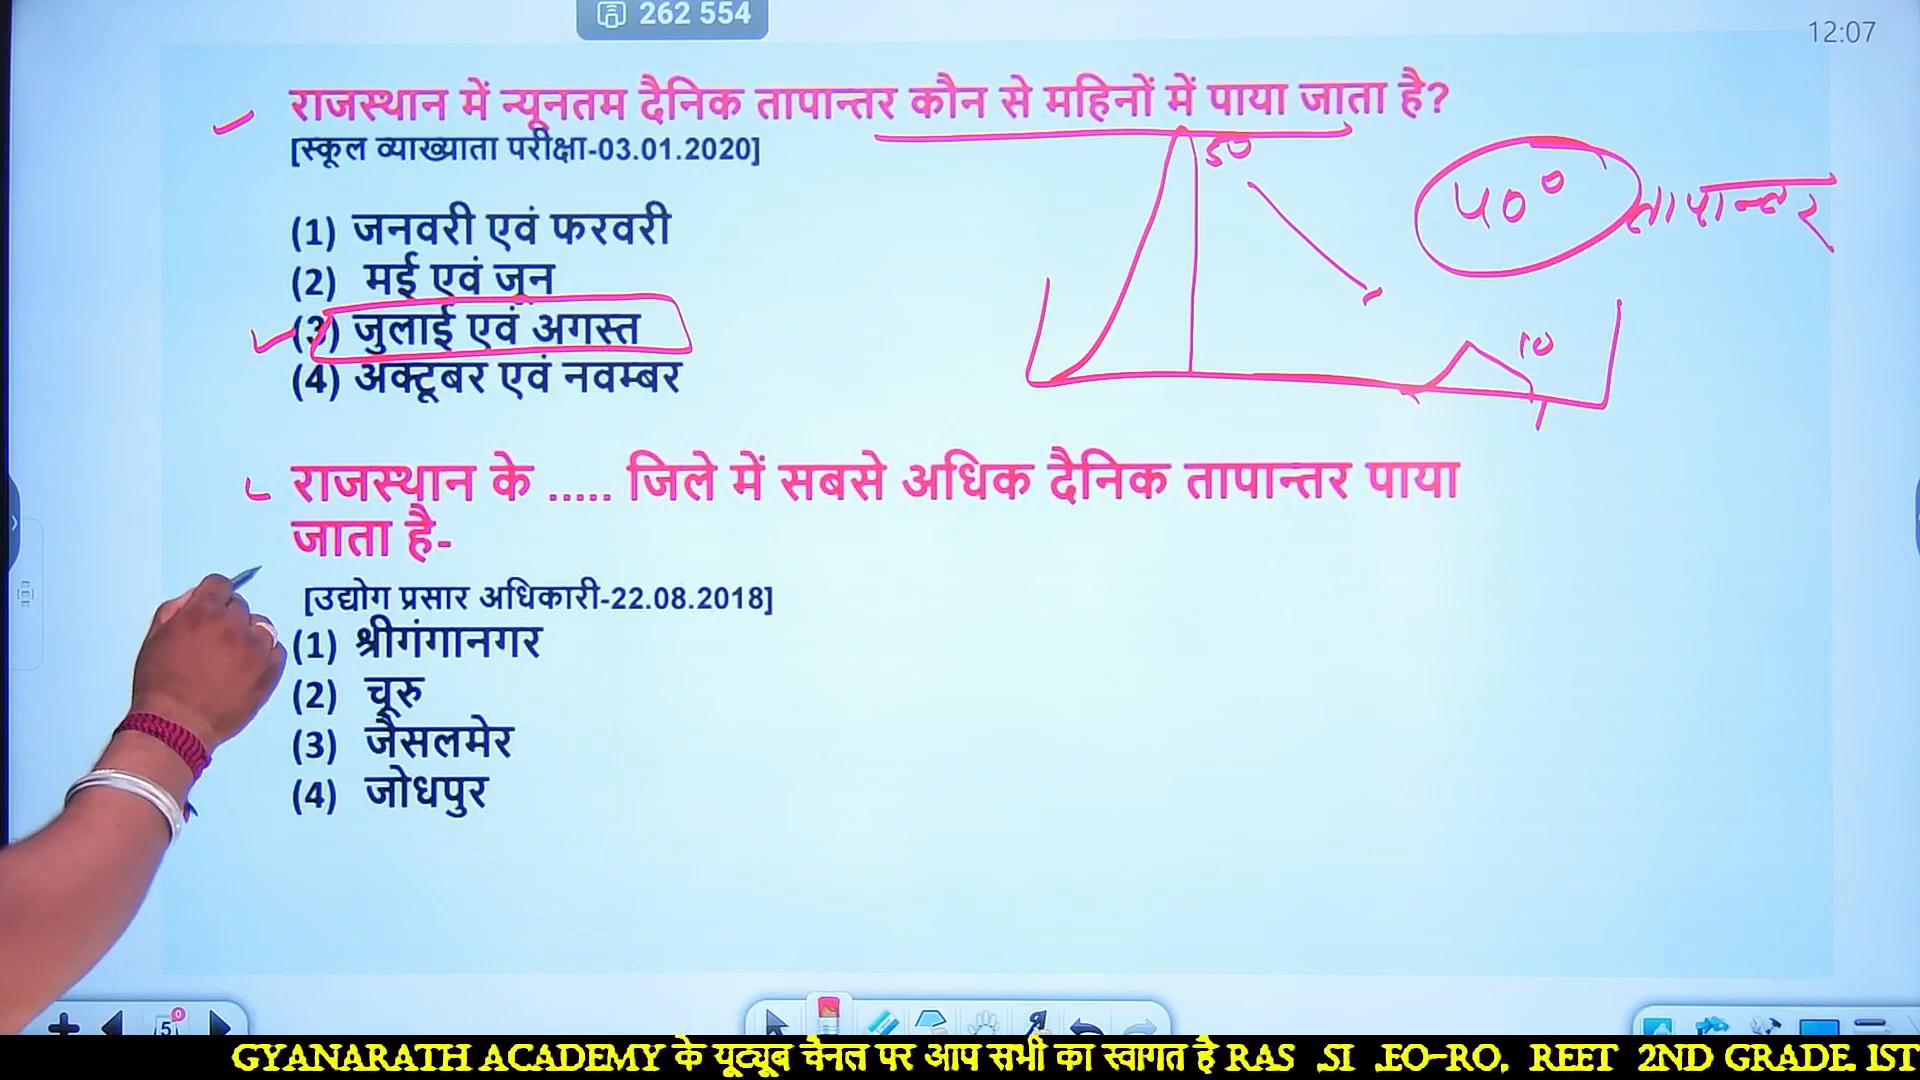 262 554
12:07
राजस्थान में न्यूनतम दैनिक तापान्तर कौन से महिनों में पाया जाता है?
[स्कूल व्याख्याता परीक्षा-03.01.2020]
50
40° तापान्तर
(1) जनवरी एवं फरवरी
(2) मई एवं जून
(3) जुलाई एवं अगस्त
10
(4) अक्टूबर एवं नवम्बर
राजस्थान के ..... जिले में सबसे अधिक दैनिक तापान्तर पाया
जाता है-
[उद्योग प्रसार अधिकारी-22.08.2018]
(1) श्रीगंगानगर
(2) चूरु
(3) जैसलमेर
(4) जोधपुर
5 0
GYANARATH ACADEMY के यूट्यूब चैनल पर आप सभी का स्वागत है RAS .SI .EO-RO. REET 2ND GRADE. 1ST